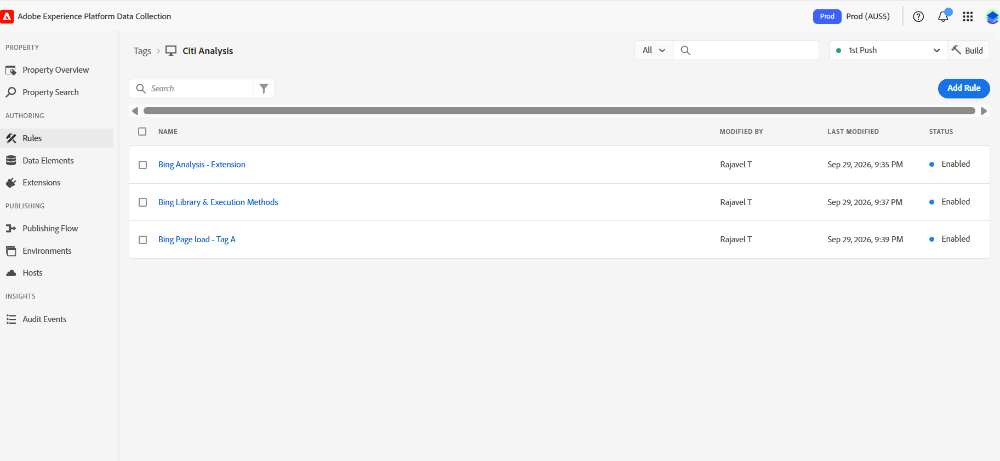 Adobe Experience Platform Data Collection
Prod Prod (AUS5)
PROPERTY
Property Overview
Property Search
AUTHORING
Rules
Data Elements
Extensions
PUBLISHING
Publishing Flow
Environments
Hosts
INSIGHTS
Audit Events
Tags Citi Analysis
All
1st Push
Build
Search
Add Rule
NAME MODIFIED BY LAST MODIFIED STATUS
Bing Analysis - Extension Rajavel T Sep 29, 2026, 9:35 PM Enabled
Bing Library & Execution Methods Rajavel T Sep 29, 2026, 9:37 PM Enabled
Bing Page load - Tag A Rajavel T Sep 29, 2026, 9:39 PM Enabled